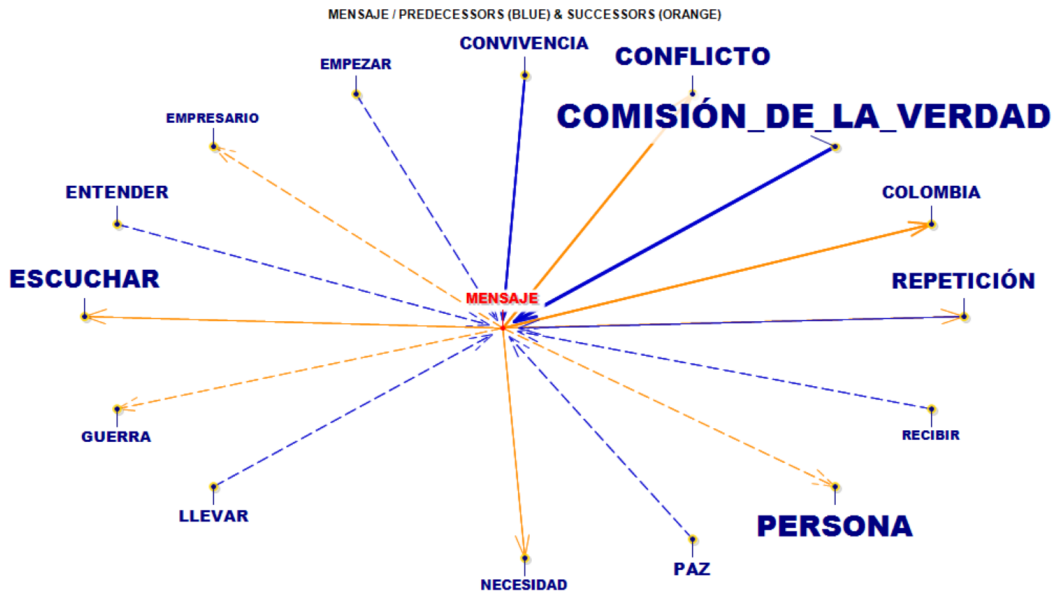 MENSAJE / PREDECESSORS (BLUE) & SUCCESSORS (ORANGE)
CONVIVENCIA
CONFLICTO
EMPEZAR
COMISIÓN_DE_LA_VERDAD
EMPRESARIO
ENTENDER
COLOMBIA
ESCUCHAR
REPETICIÓN
MENSAJE
GUERRA
RECIBIR
LLEVAR
PERSONA
PAZ
NECESIDAD